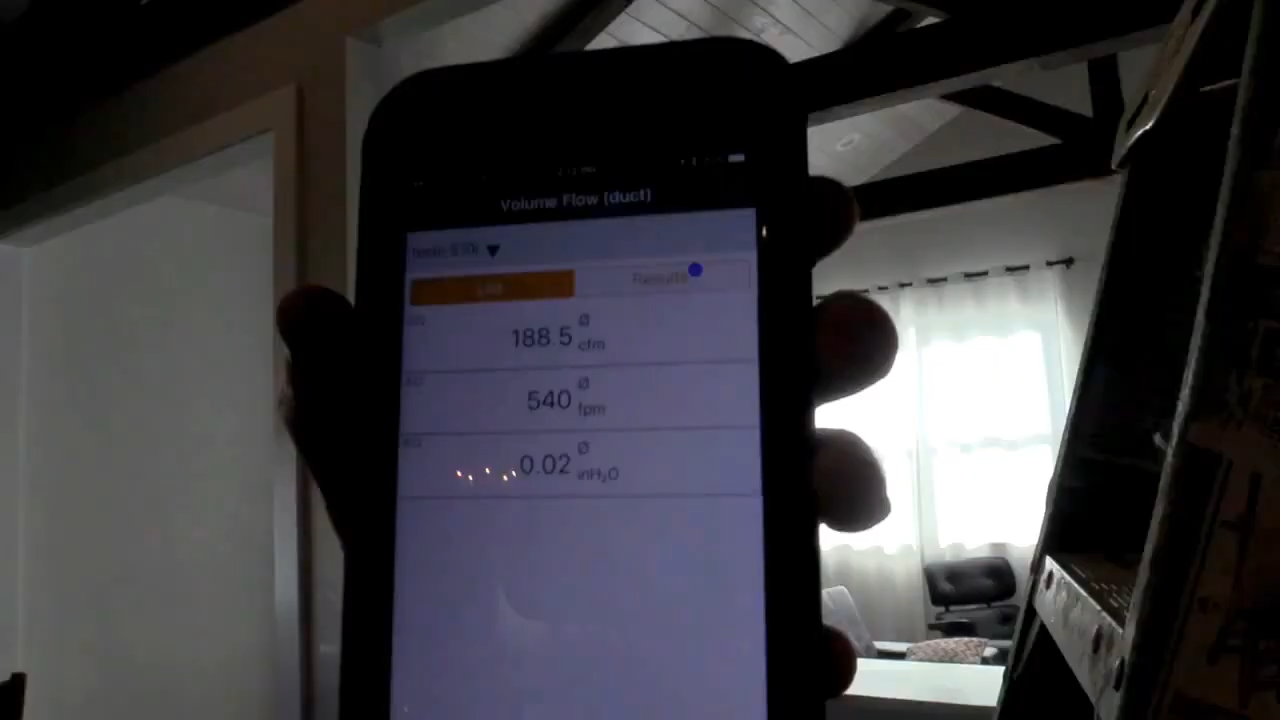 Volume Flow (duct)
Results
188.5 Ø cfm
540 Ø fpm
0.02 Ø inH₂O